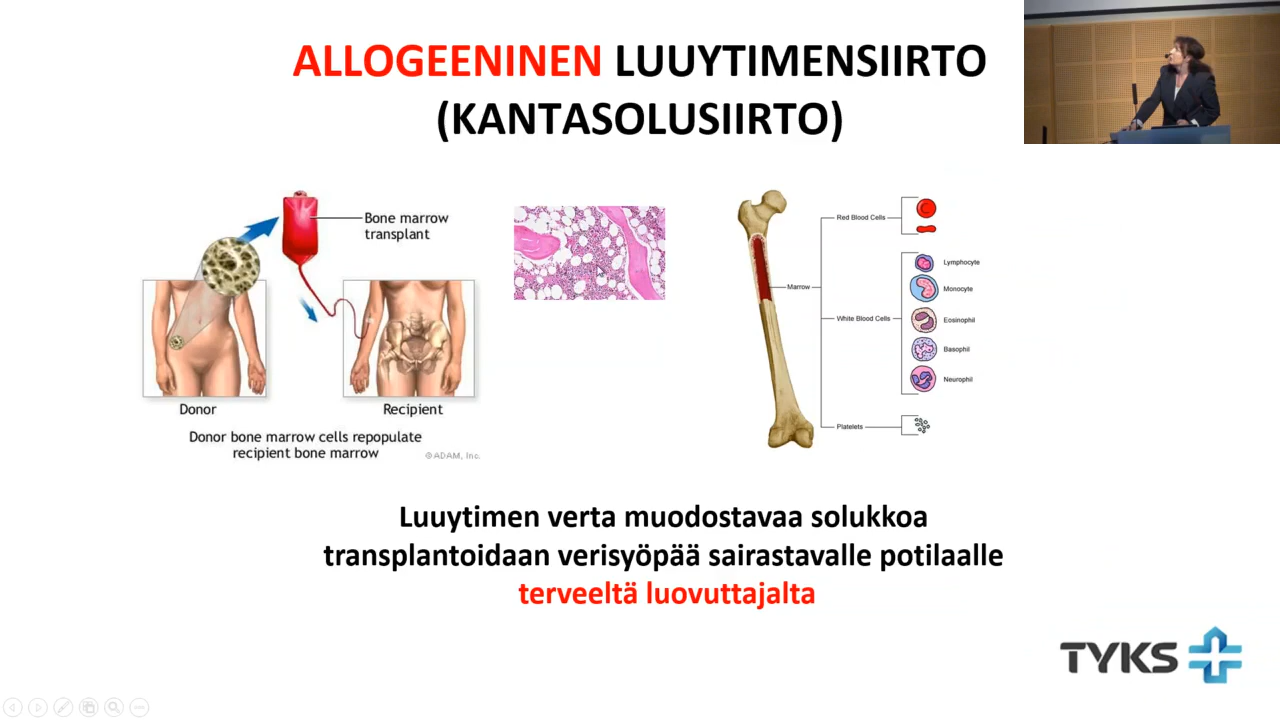 ALLOGEENINEN LUUYTIMENSIIRTO
(KANTASOLUSIIRTO)
Bone marrow
transplant
Donor
Recipient
Donor bone marrow cells repopulate
recipient bone marrow
©ADAM, Inc.
Marrow
Red Blood Cells
White Blood Cells
Lymphocyte
Monocyte
Eosinophil
Basophil
Neurophil
Platelets
Luuytimen verta muodostavaa solukkoa
transplantoidaan verisyöpää sairastavalle potilaalle
terveeltä luovuttajalta
TYKS